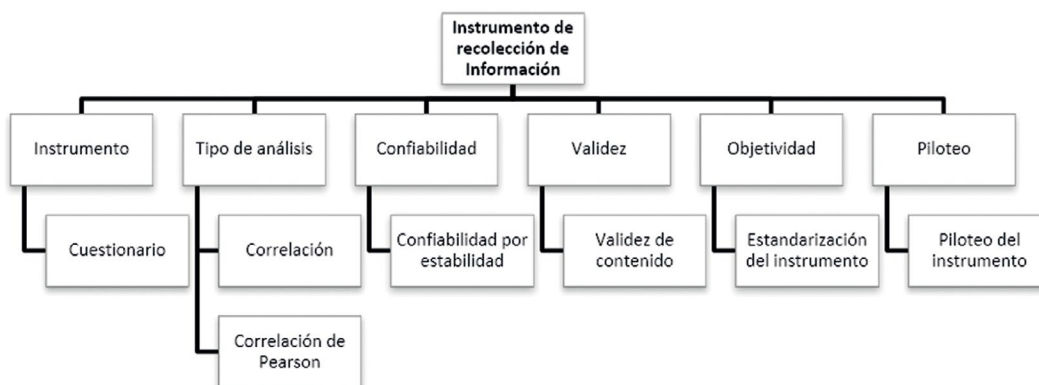 Instrumento de
recolección de
Información
Instrumento
Tipo de análisis
Confiabilidad
Validez
Objetividad
Piloteo
Cuestionario
Correlación
Confiabilidad por
estabilidad
Validez de
contenido
Estandarización
del instrumento
Piloteo del
instrumento
Correlación de
Pearson